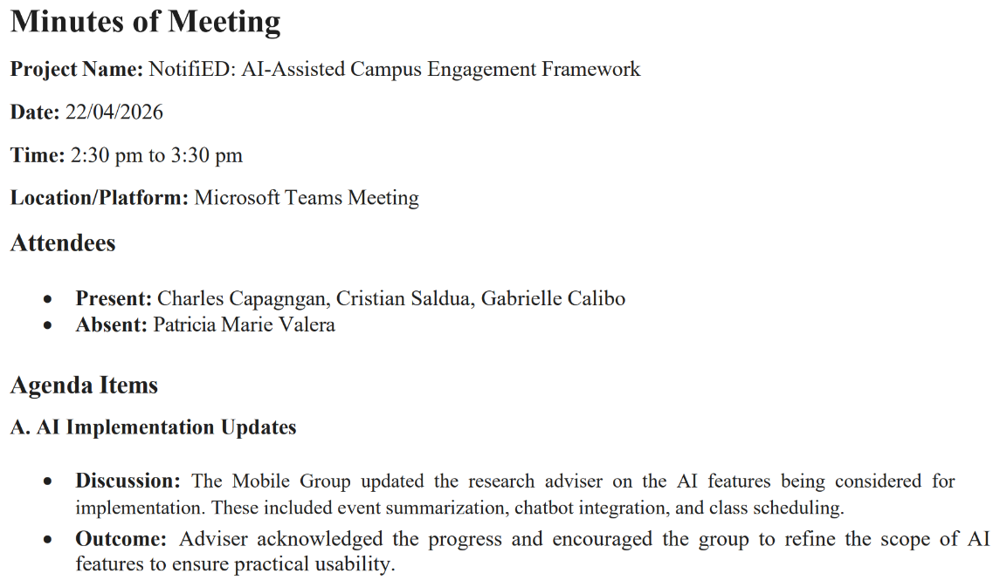 Minutes of Meeting
Project Name: NotifiED: AI-Assisted Campus Engagement Framework
Date: 22/04/2026
Time: 2:30 pm to 3:30 pm
Location/Platform: Microsoft Teams Meeting
Attendees
• Present: Charles Capagngan, Cristian Saldua, Gabrielle Calibo
• Absent: Patricia Marie Valera
Agenda Items
A. AI Implementation Updates
• Discussion: The Mobile Group updated the research adviser on the AI features being considered for
implementation. These included event summarization, chatbot integration, and class scheduling.
• Outcome: Adviser acknowledged the progress and encouraged the group to refine the scope of AI
features to ensure practical usability.